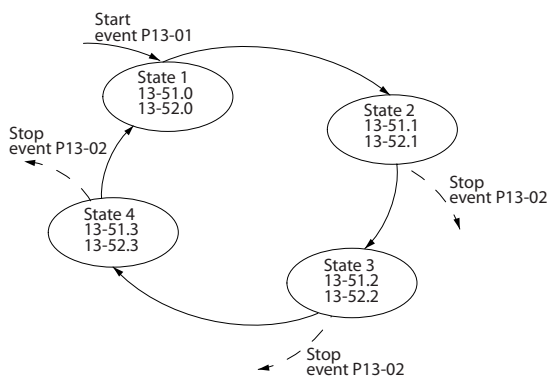 Start
event P13-01
State 1
13-51.0
13-52.0
State 2
13-51.1
13-52.1
Stop
event P13-02
Stop
event P13-02
State 4
13-51.3
13-52.3
State 3
13-51.2
13-52.2
Stop
event P13-02